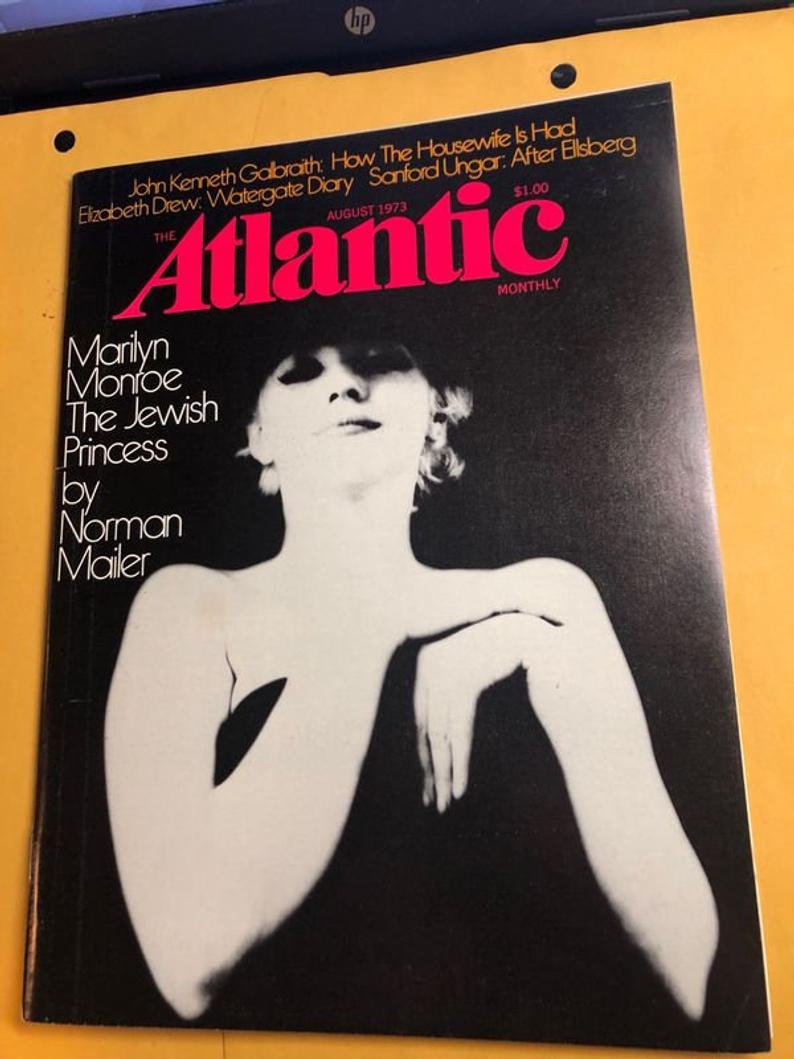 hp
John Kenneth Galbraith: How The Housewife Is Had
Elizabeth Drew: Watergate Diary Sanford Ungar: After Ellsberg
AUGUST 1973 $1.00
THE
Atlantic
MONTHLY
Marilyn
Monroe
The Jewish
Princess
by
Norman
Mailer